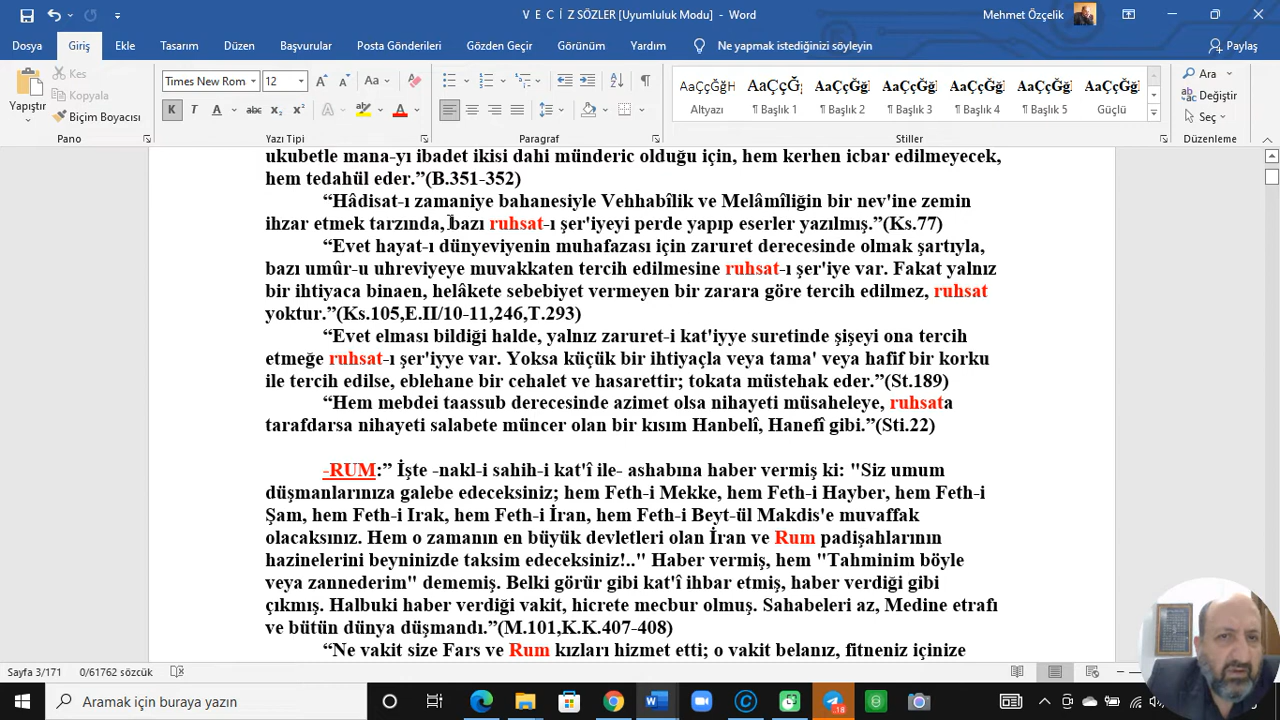 V E C İ Z SÖZLER [Uyumluluk Modu] - Word
Mehmet Özçelik
Dosya Giriş Ekle Tasarım Düzen Başvurular Posta Gönderileri Gözden Geçir Görünüm Yardım Ne yapmak istediğinizi söyleyin Paylaş
Yapıştır
Kes
Kopyala
Biçim Boyacısı
Pano
Times New Rom 12
Yazı Tipi
Paragraf
AaÇçĞğH AaÇçĞğ AaÇçĞğ AaÇçĞğ AaÇçĞğ AaÇçĞğ AaÇçĞğH
Altyazı ¶ Başlık 1 ¶ Başlık 2 ¶ Başlık 3 ¶ Başlık 4 ¶ Başlık 5 Güçlü
Stiller
Ara
Değiştir
Seç
Düzenleme
ukubetle mana-yı ibadet ikisi dahi münderic olduğu için, hem kerhen icbar edilmeyecek,
hem tedahül eder.”(B.351-352)
“Hâdisat-ı zamaniye bahanesiyle Vehhabîlik ve Melâmîliğin bir nev'ine zemin
ihzar etmek tarzında, bazı ruhsat-ı şer'iyeyi perde yapıp eserler yazılmış.”(Ks.77)
“Evet hayat-ı dünyeviyenin muhafazası için zaruret derecesinde olmak şartıyla,
bazı umûr-u uhreviyeye muvakkaten tercih edilmesine ruhsat-ı şer'iye var. Fakat yalnız
bir ihtiyaca binaen, helâkete sebebiyet vermeyen bir zarara göre tercih edilmez, ruhsat
yoktur.”(Ks.105,E.II/10-11,246,T.293)
“Evet elması bildiği halde, yalnız zaruret-i kat'iyye suretinde şişeyi ona tercih
etmeğe ruhsat-ı şer'iyye var. Yoksa küçük bir ihtiyaçla veya tama' veya hafif bir korku
ile tercih edilse, eblehane bir cehalet ve hasarettir; tokata müstehak eder.”(St.189)
“Hem mebdei taassub derecesinde azimet olsa nihayeti müsaheleye, ruhsata
tarafdarsa nihayeti salabete müncer olan bir kısım Hanbelî, Hanefî gibi.”(Sti.22)
-RUM:” İşte -nakl-i sahih-i kat'î ile- ashabına haber vermiş ki: "Siz umum
düşmanlarınıza galebe edeceksiniz; hem Feth-i Mekke, hem Feth-i Hayber, hem Feth-i
Şam, hem Feth-i Irak, hem Feth-i İran, hem Feth-i Beyt-ül Makdis'e muvaffak
olacaksınız. Hem o zamanın en büyük devletleri olan İran ve Rum padişahlarının
hazinelerini beyninizde taksim edeceksiniz!.." Haber vermiş, hem "Tahminim böyle
veya zannederim" dememiş. Belki görür gibi kat'î ihbar etmiş, haber verdiği gibi
çıkmış. Halbuki haber verdiği vakit, hicrete mecbur olmuş. Sahabeleri az, Medine etrafı
ve bütün dünya düşmandı.”(M.101,K.K.407-408)
“Ne vakit size Fars ve Rum kızları hizmet etti; o vakit belanız, fitneniz içinize
Sayfa 3/171 0/61762 sözcük
Aramak için buraya yazın
18